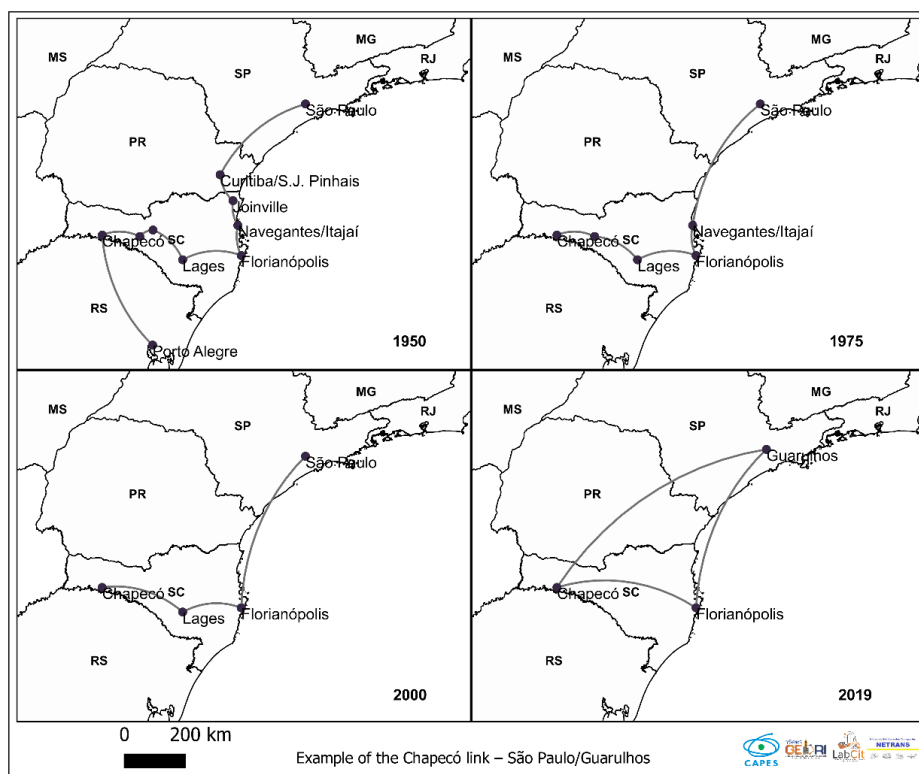 MS
MG
RJ
SP
São Paulo
PR
Curitiba/S.J. Pinhais
Joinville
Navegantes/Itajaí
Chapecó
SC
Lages
Florianópolis
RS
Porto Alegre
1950
MS
MG
RJ
SP
São Paulo
PR
Navegantes/Itajaí
Chapecó
SC
Lages
Florianópolis
RS
1975
MS
MG
RJ
SP
São Paulo
PR
Chapecó
SC
Lages
Florianópolis
RS
2000
MS
MG
RJ
SP
Guarulhos
PR
Chapecó
SC
Florianópolis
RS
2019
0 200 km
Example of the Chapecó link – São Paulo/Guarulhos
CAPES
LabCit
NETRANS